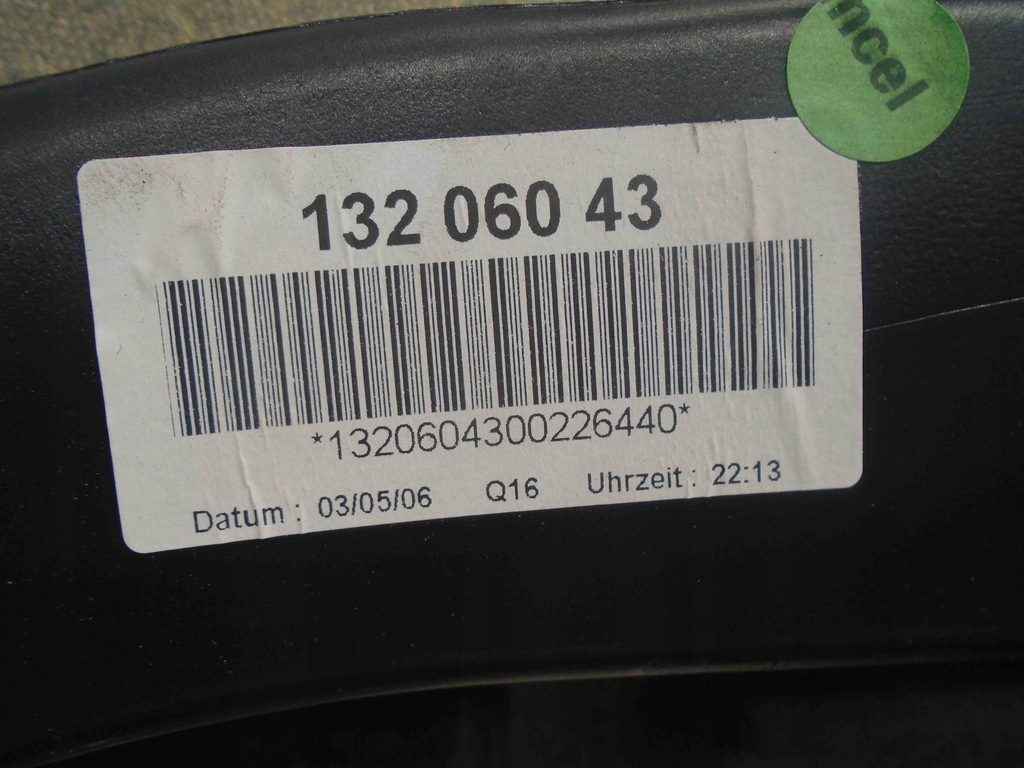 132 060 43
*1320604300226440*
Datum : 03/05/06 Q16 Uhrzeit : 22:13
ncel